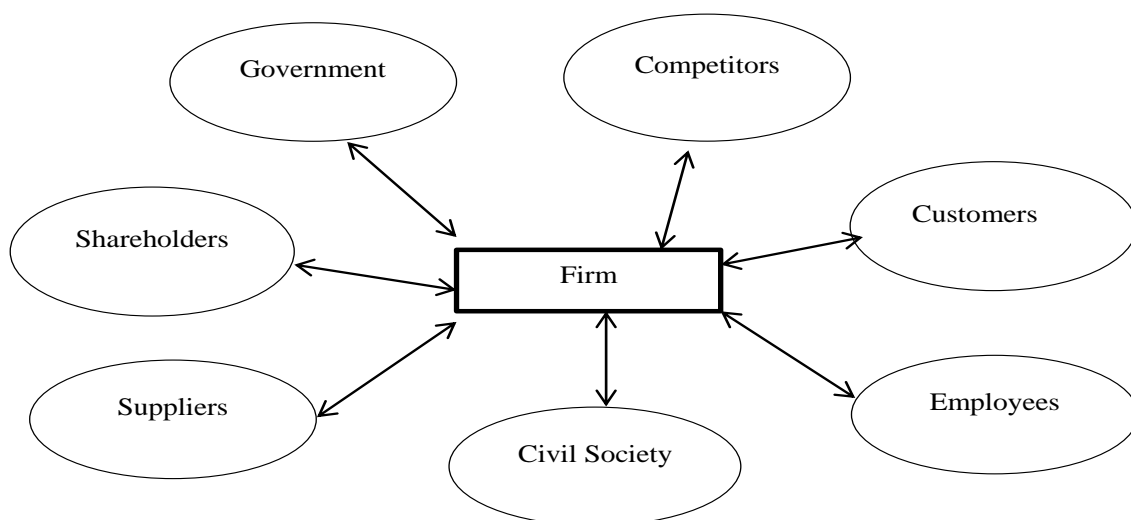 Government
Competitors
Shareholders
Customers
Firm
Suppliers
Employees
Civil Society